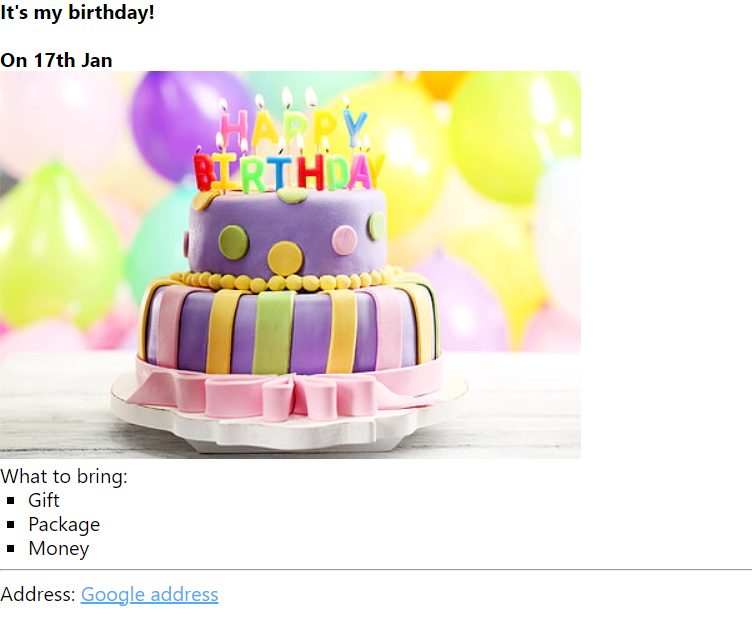 It's my birthday!
On 17th Jan
HAPPY
BIRTHDAY
What to bring:
Gift
Package
Money
Address: Google address